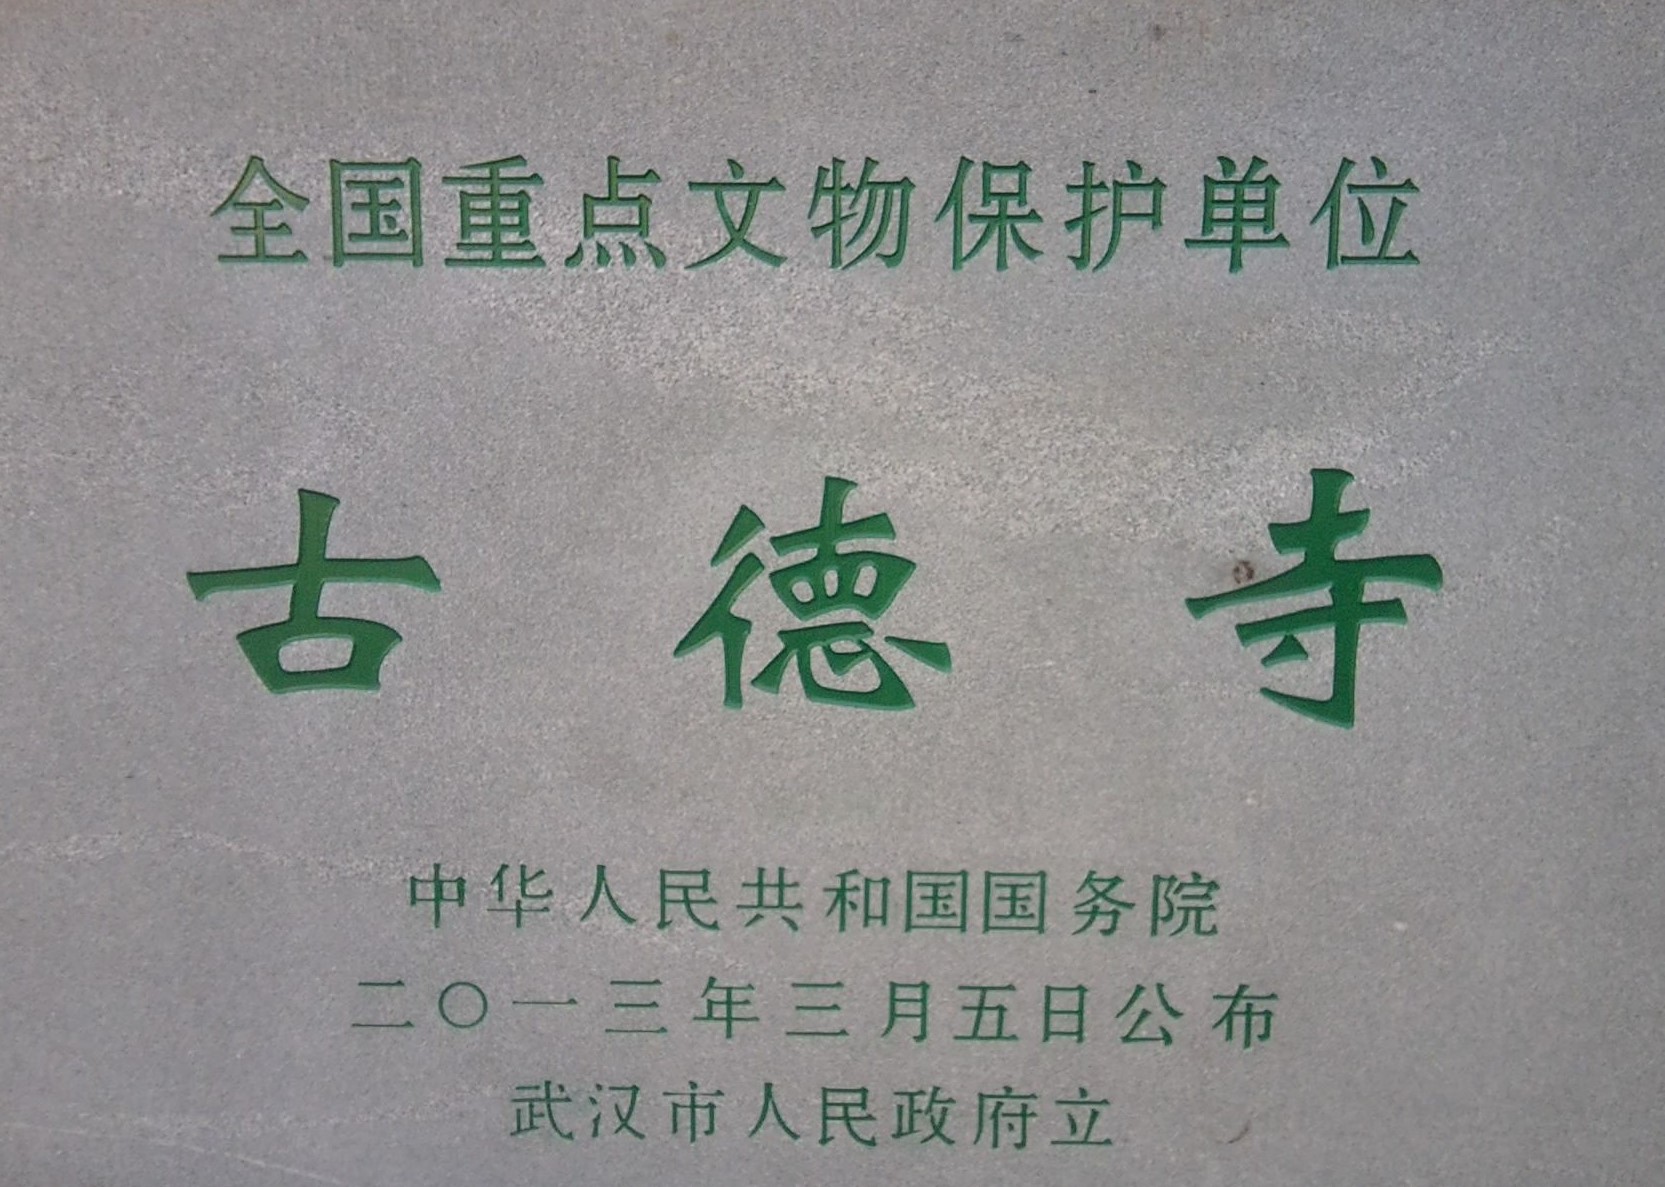 全国重点文物保护单位
古德寺
中华人民共和国国务院
二〇一三年三月五日公布
武汉市人民政府立